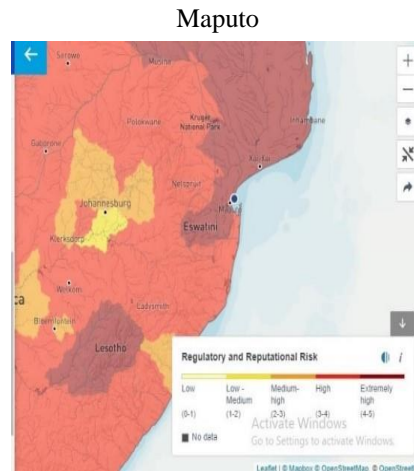 Maputo
Serowe
Musina
Polokwane
Kruger
National Park
Inhambane
Gaborone
Xai-Xai
Nelspruit
Johannesburg
Eswatini
Klerksdorp
Welkom
Ladysmith
Bloemfontein
Lesotho
Regulatory and Reputational Risk
Low
Low -
Medium
Medium-
high
High
Extremely
high
(0-1)
(1-2)
(2-3)
(3-4)
(4-5)
No data
Activate Windows
Go to Settings to activate Windows.
Leaflet | © Mapbox © OpenStreetMap, © OpenStreet